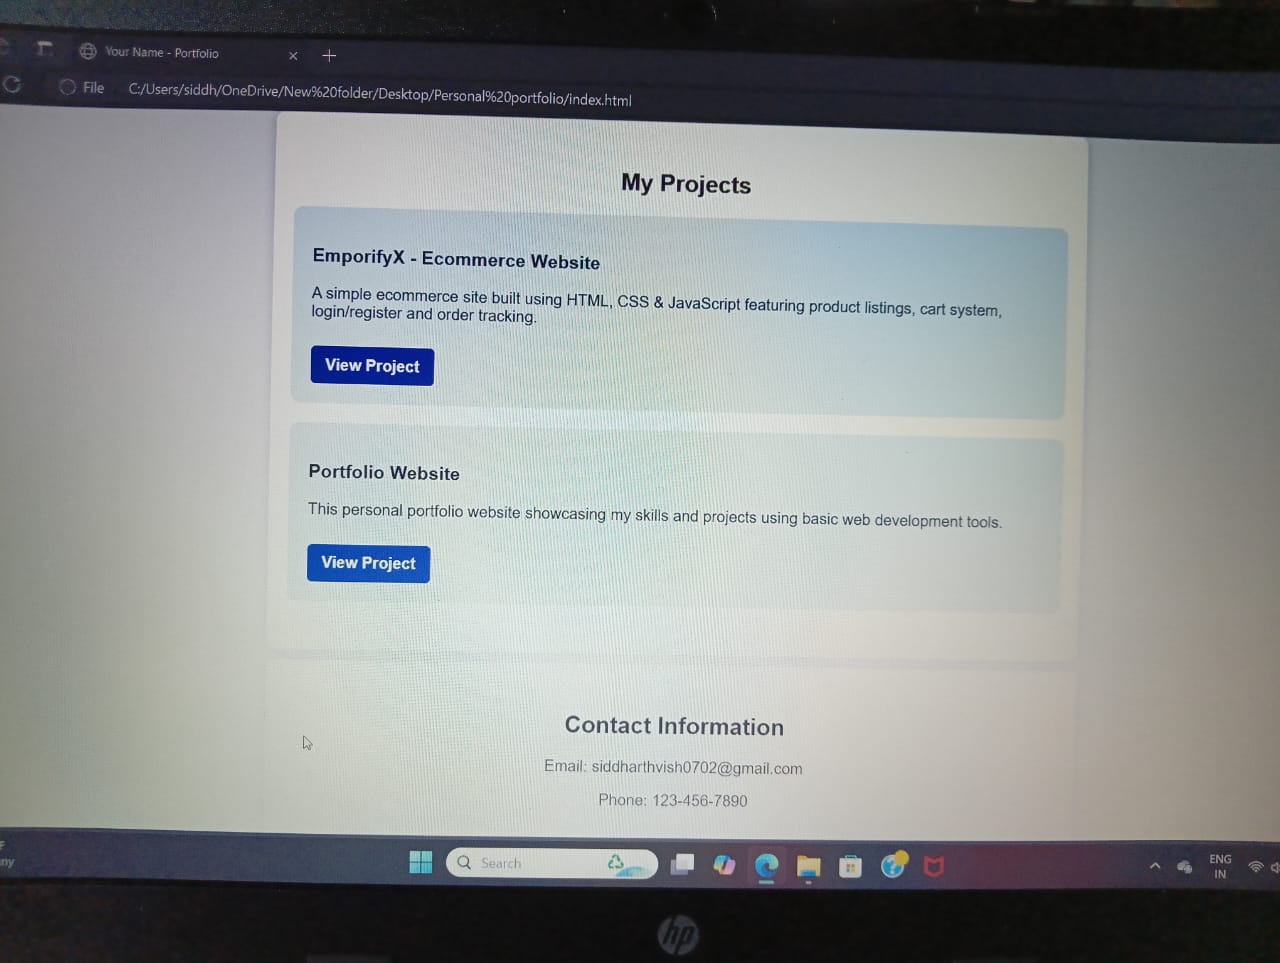 Your Name - Portfolio
File C:/Users/siddh/OneDrive/New%20folder/Desktop/Personal%20portfolio/index.html
My Projects
EmporifyX - Ecommerce Website
A simple ecommerce site built using HTML, CSS & JavaScript featuring product listings, cart system,
login/register and order tracking.
View Project
Portfolio Website
This personal portfolio website showcasing my skills and projects using basic web development tools.
View Project
Contact Information
Email: siddharthvish0702@gmail.com
Phone: 123-456-7890
Search
ENG
IN
hp